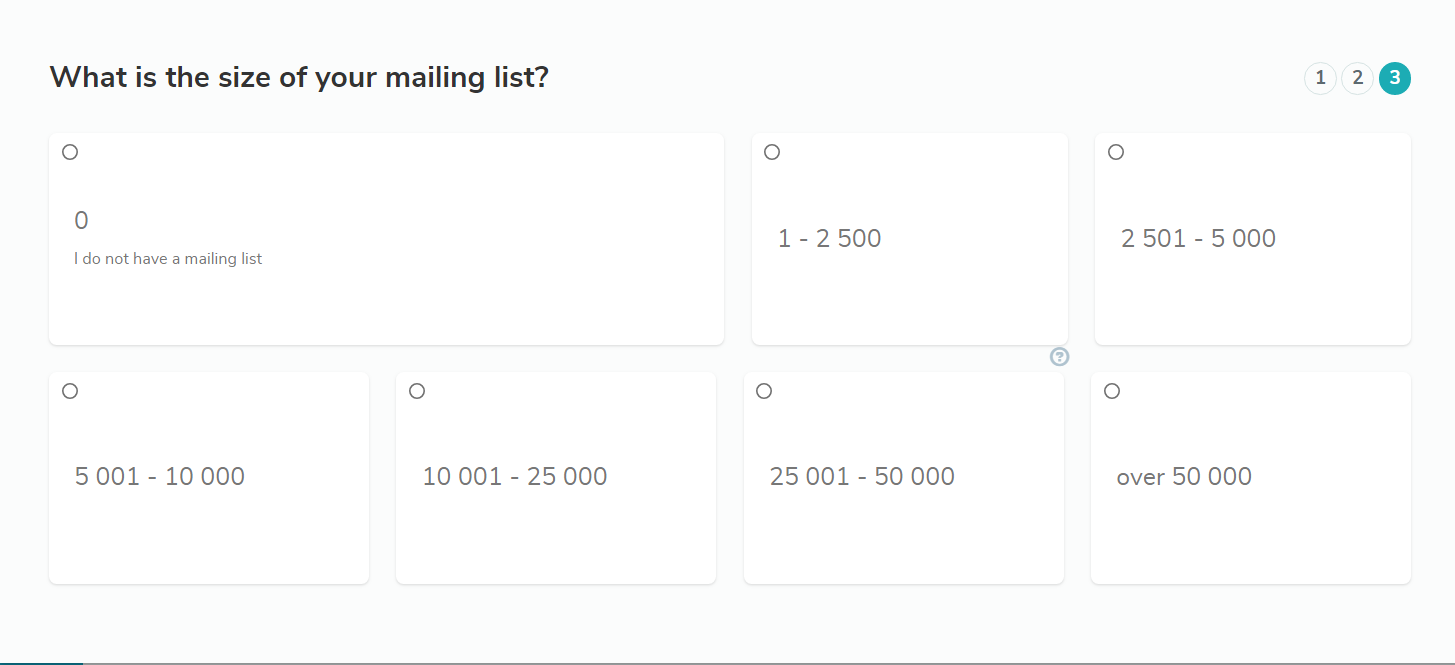 What is the size of your mailing list?
1 2 3
0
I do not have a mailing list
1 - 2 500
2 501 - 5 000
?
5 001 - 10 000
10 001 - 25 000
25 001 - 50 000
over 50 000